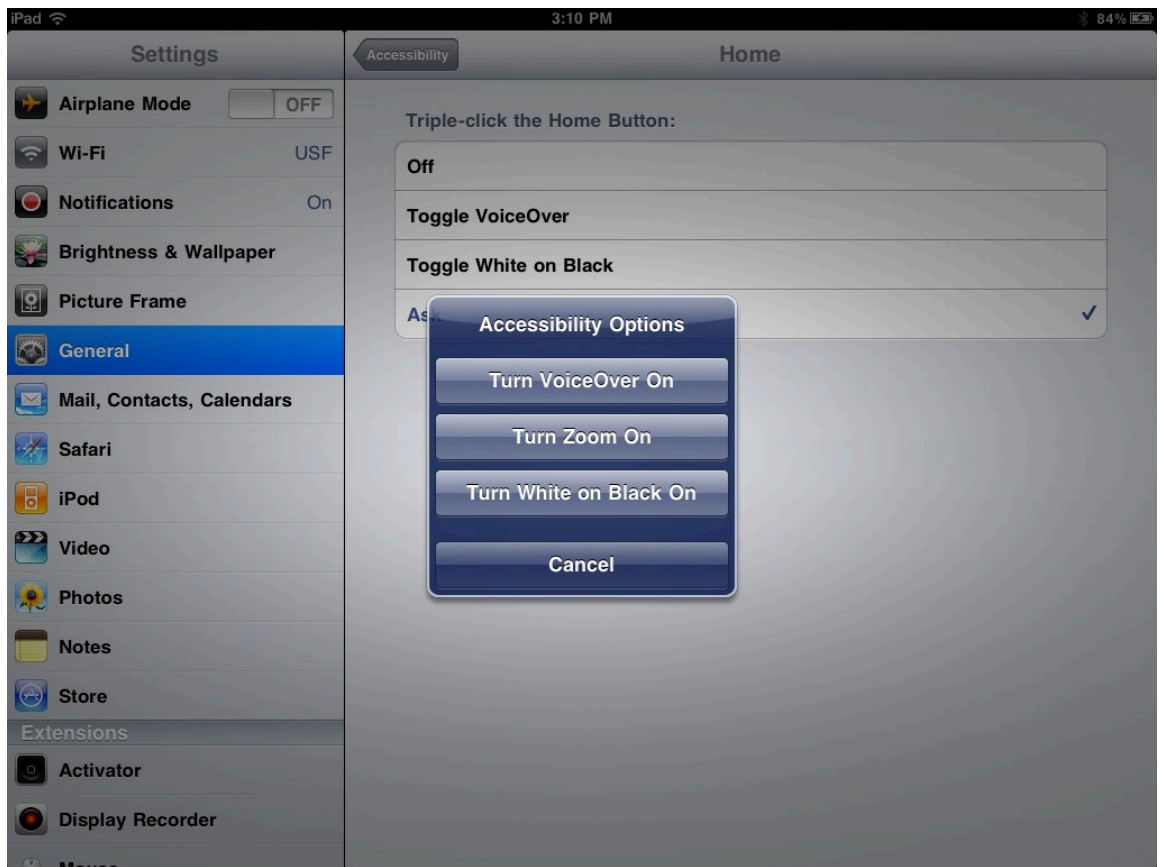 iPad 3:10 PM 84%
Settings
Airplane Mode OFF
Wi-Fi USF
Notifications On
Brightness & Wallpaper
Picture Frame
General
Mail, Contacts, Calendars
Safari
iPod
Video
Photos
Notes
Store
Extensions
Activator
Display Recorder
Mouse
Accessibility Home
Triple-click the Home Button:
Off
Toggle VoiceOver
Toggle White on Black
Ask
Accessibility Options
Turn VoiceOver On
Turn Zoom On
Turn White on Black On
Cancel